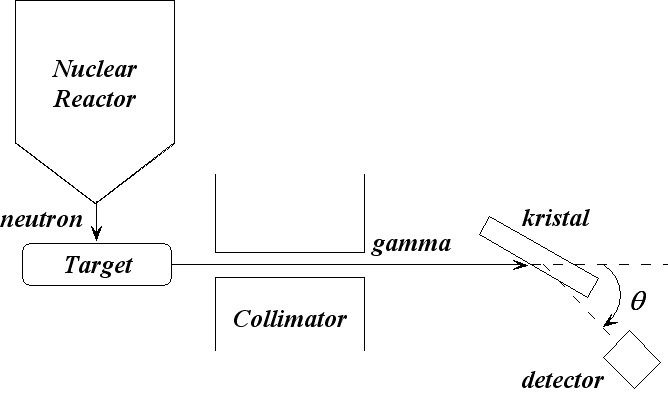 Nuclear
Reactor
neutron
Target
gamma
Collimator
kristal
θ
detector